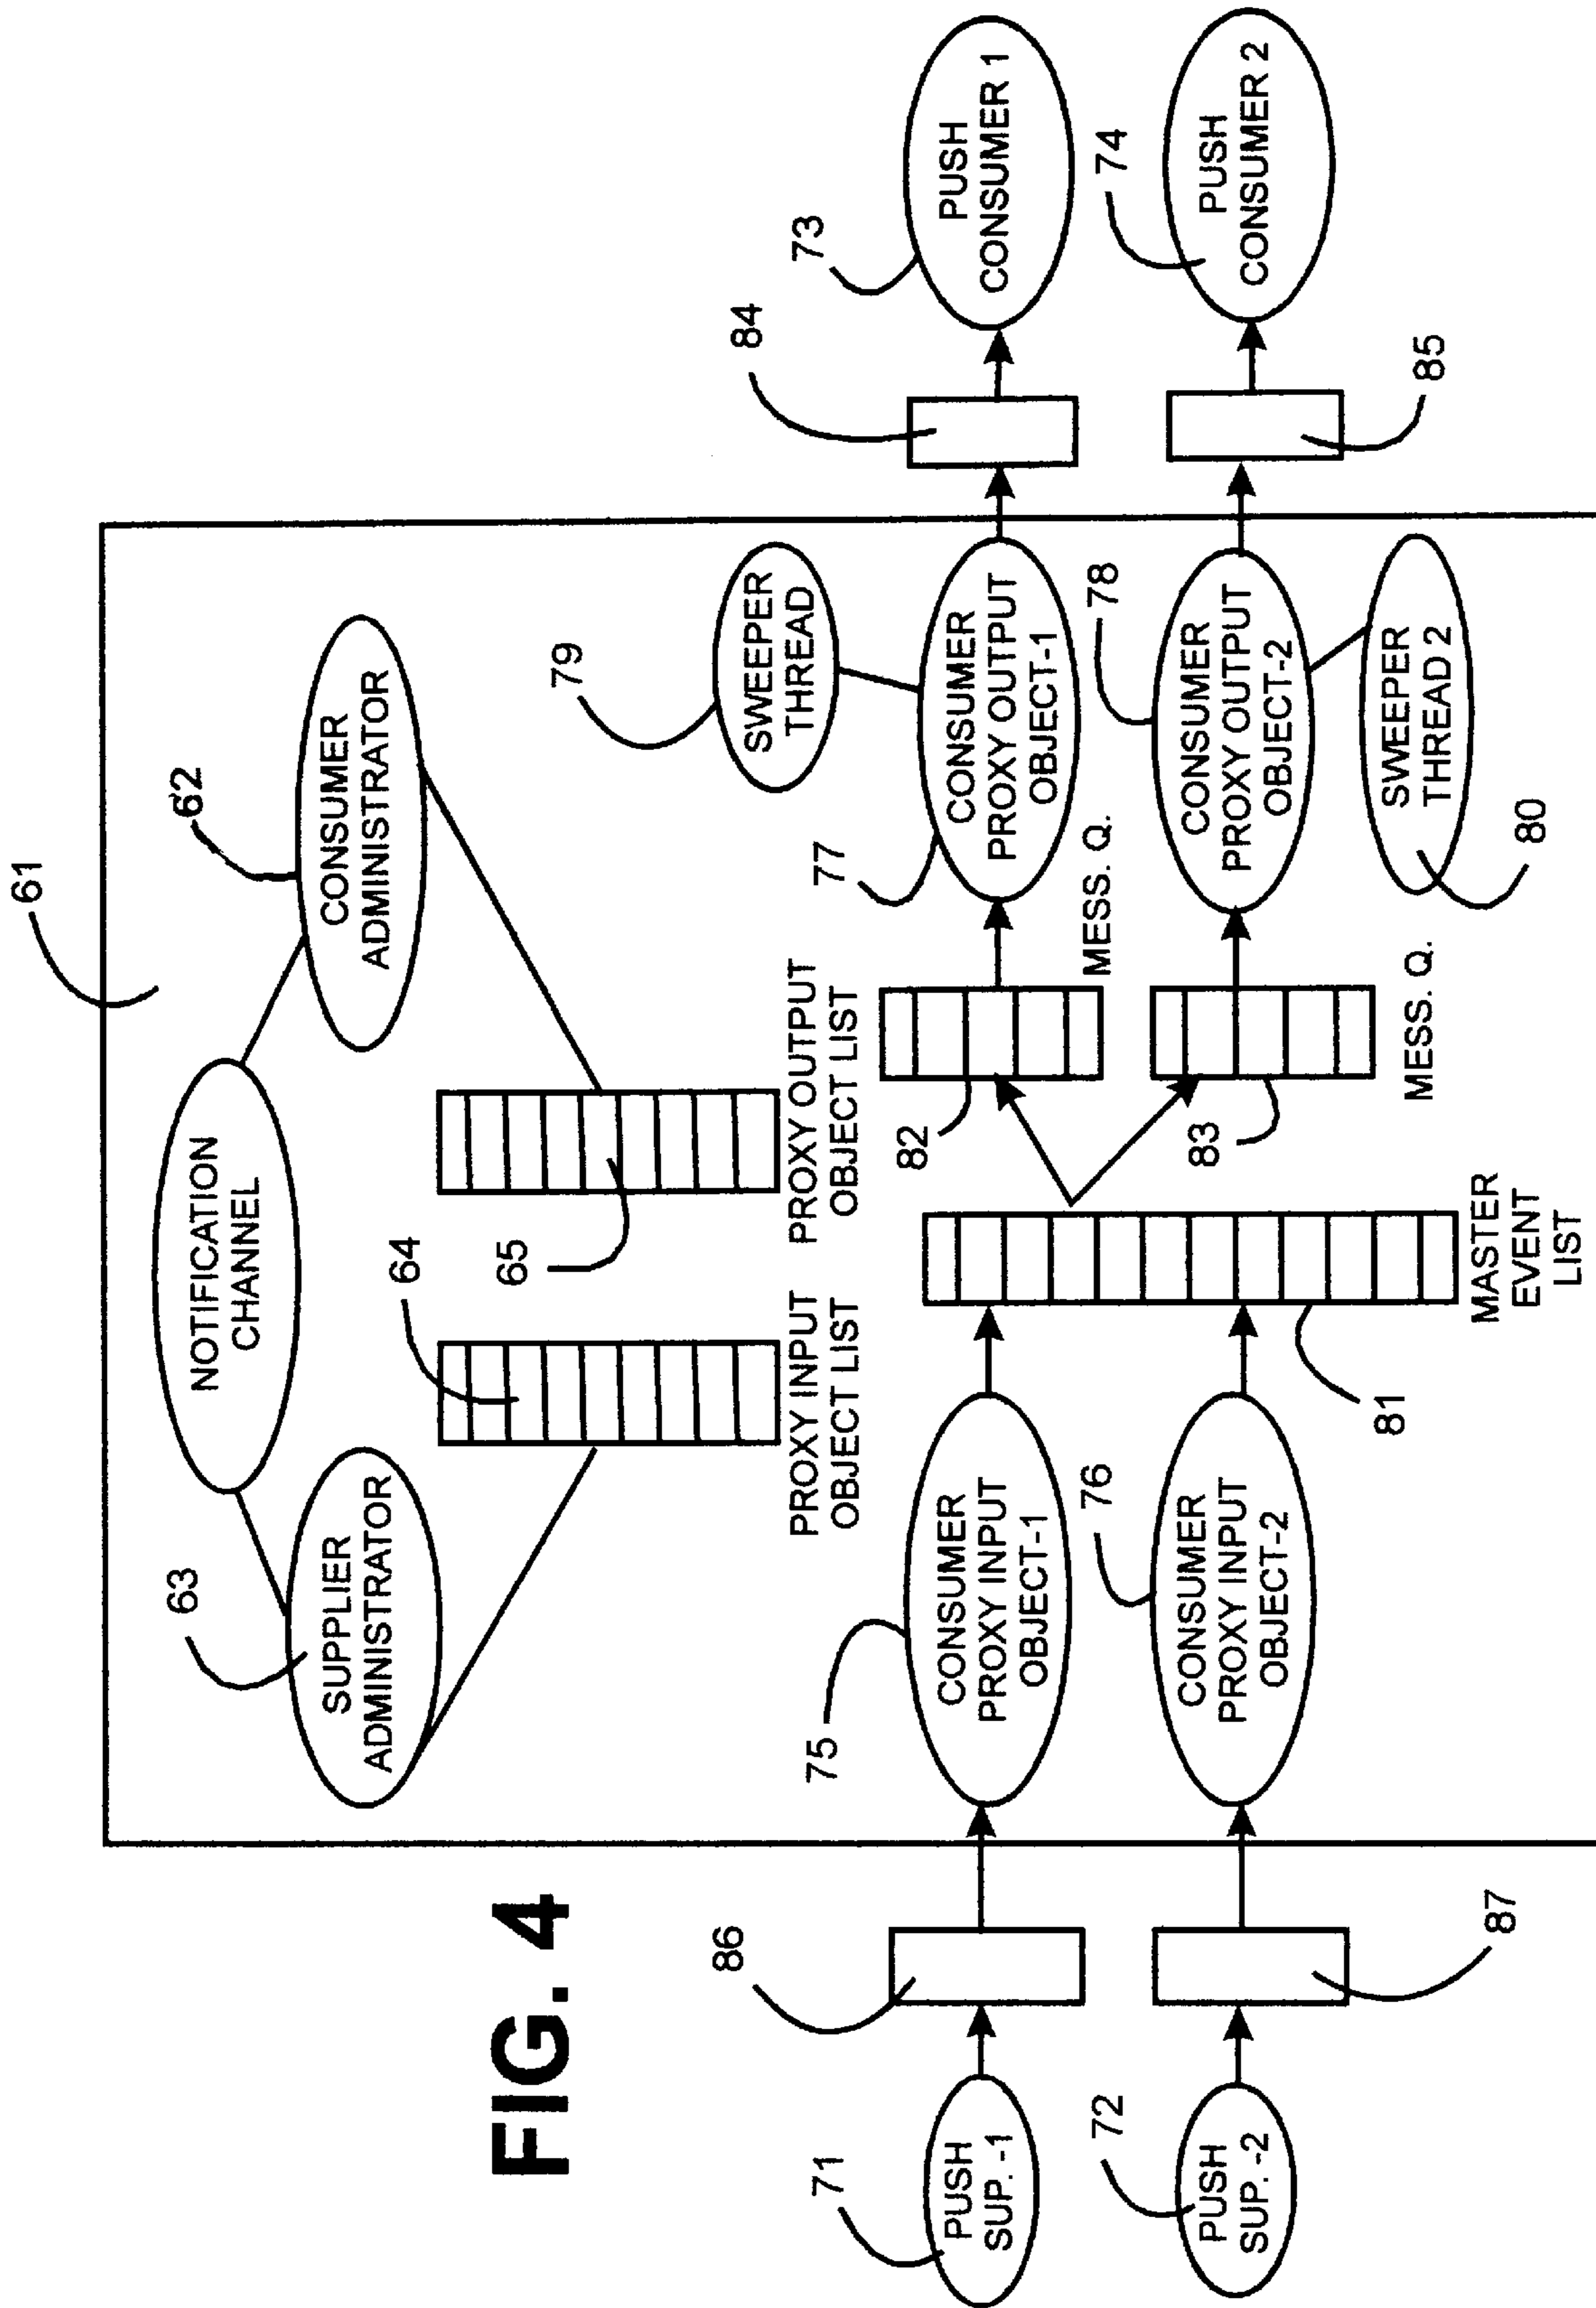 FIG. 4
61
NOTIFICATION
CHANNEL
63
SUPPLIER
ADMINISTRATOR
62
CONSUMER
ADMINISTRATOR
64
PROXY INPUT
OBJECT LIST
65
PROXY OUTPUT
OBJECT LIST
71
PUSH
SUP. -1
86
75
CONSUMER
PROXY INPUT
OBJECT-1
72
PUSH
SUP. -2
87
76
CONSUMER
PROXY INPUT
OBJECT-2
81
MASTER
EVENT
LIST
82
MESS. Q.
83
MESS. Q.
79
SWEEPER
THREAD
77
CONSUMER
PROXY OUTPUT
OBJECT-1
78
CONSUMER
PROXY OUTPUT
OBJECT-2
SWEEPER
THREAD 2
80
84
73
PUSH
CONSUMER 1
85
74
PUSH
CONSUMER 2